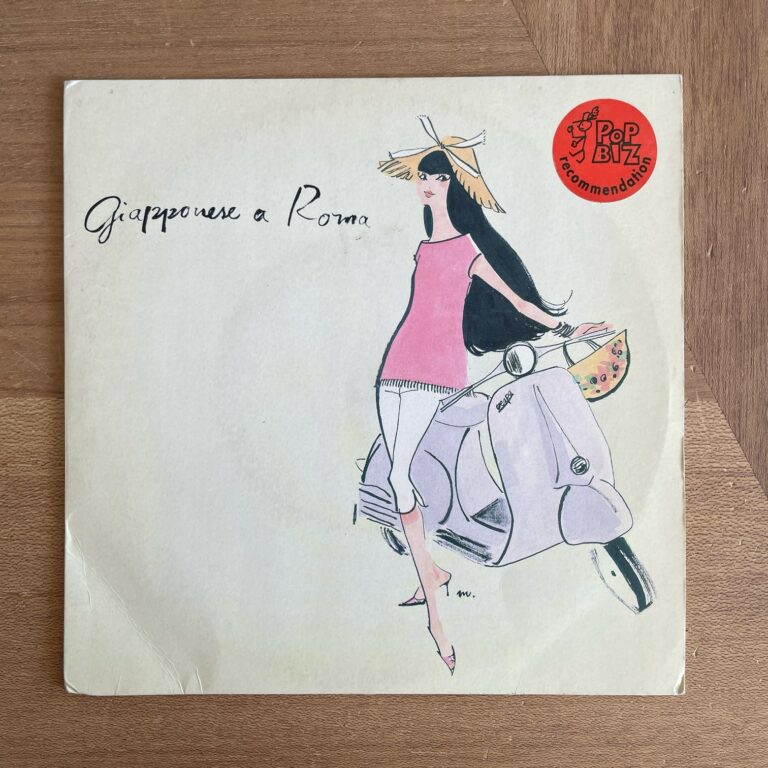 Giapponese a Roma
PoP
BIZ
recommendation
m.